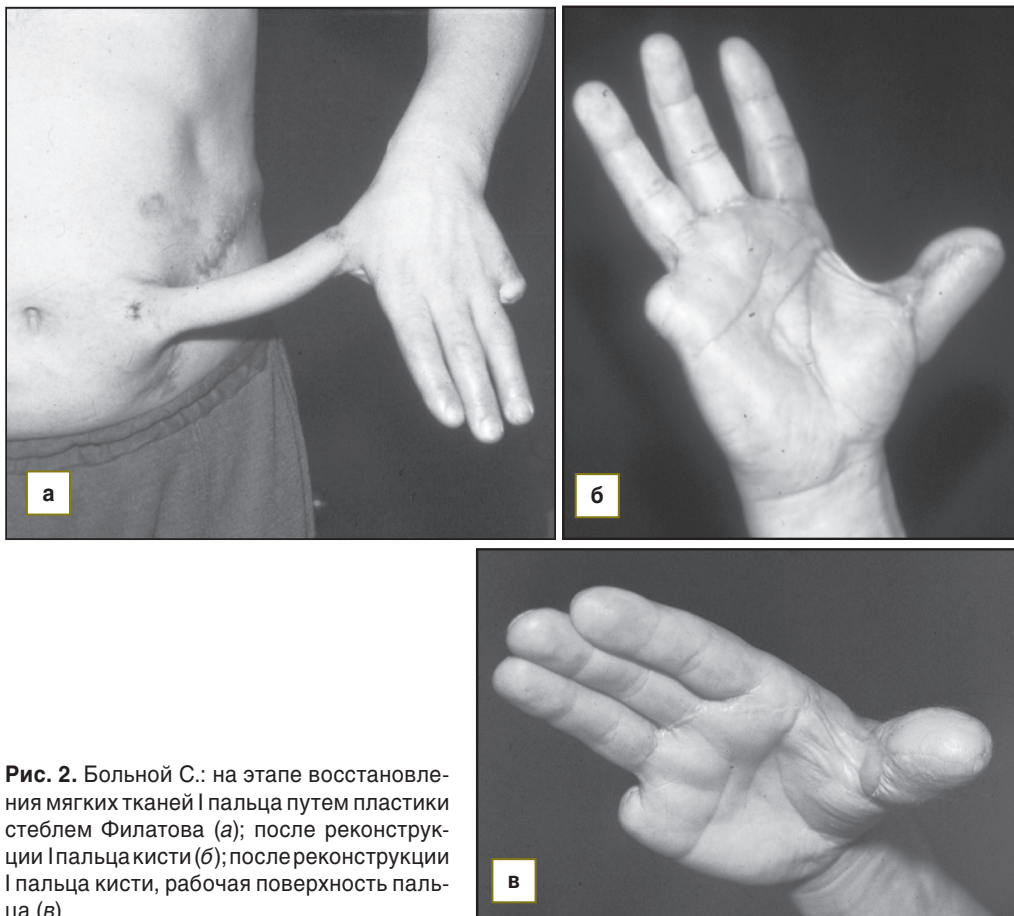 а
б
в
Рис. 2. Больной С.: на этапе восстановле-
ния мягких тканей I пальца путем пластики
стеблем Филатова (а); после реконструк-
ции I пальца кисти (б); после реконструкции
I пальца кисти, рабочая поверхность паль-
ца (в)